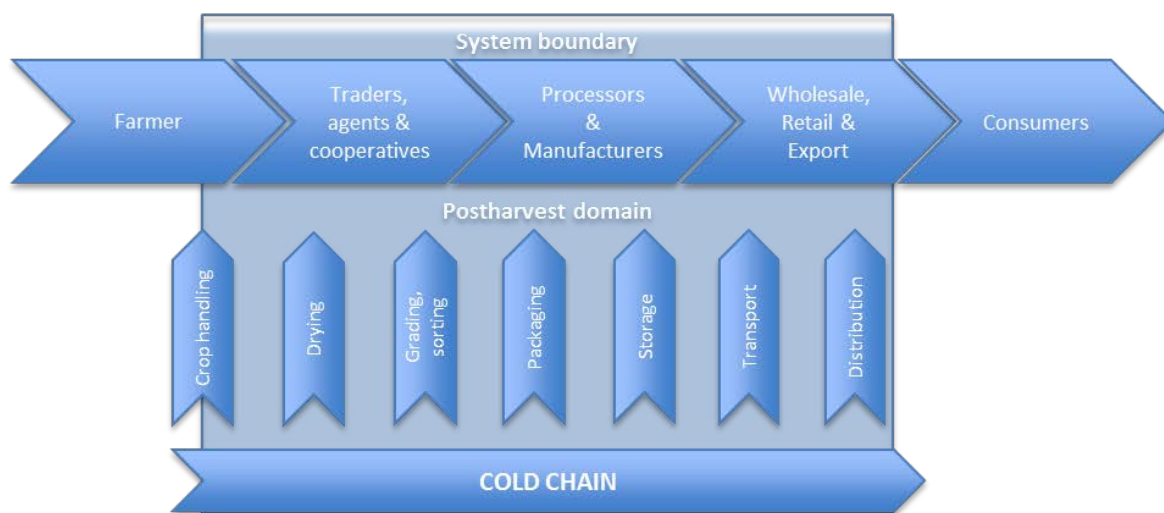 System boundary
Farmer
Traders,
agents &
cooperatives
Processors
&
Manufacturers
Wholesale,
Retail &
Export
Consumers
Postharvest domain
Crop handling
Drying
Grading,
sorting
Packaging
Storage
Transport
Distribution
COLD CHAIN